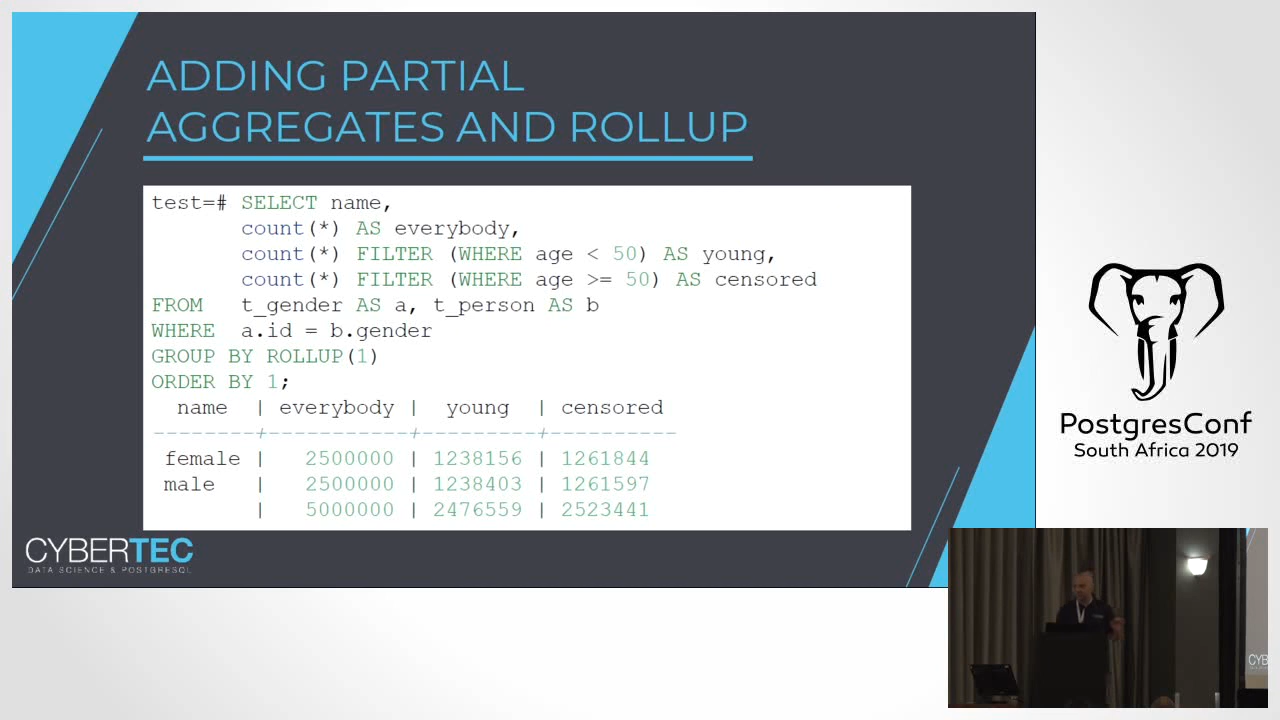 ADDING PARTIAL
AGGREGATES AND ROLLUP
test=# SELECT name,
count(*) AS everybody,
count(*) FILTER (WHERE age < 50) AS young,
count(*) FILTER (WHERE age >= 50) AS censored
FROM t_gender AS a, t_person AS b
WHERE a.id = b.gender
GROUP BY ROLLUP(1)
ORDER BY 1;
name | everybody | young | censored
--------+-----------+---------+----------
female | 2500000 | 1238156 | 1261844
male | 2500000 | 1238403 | 1261597
| 5000000 | 2476559 | 2523441
CYBERTEC
DATA SCIENCE & POSTGRESQL
PostgresConf
South Africa 2019
CYB